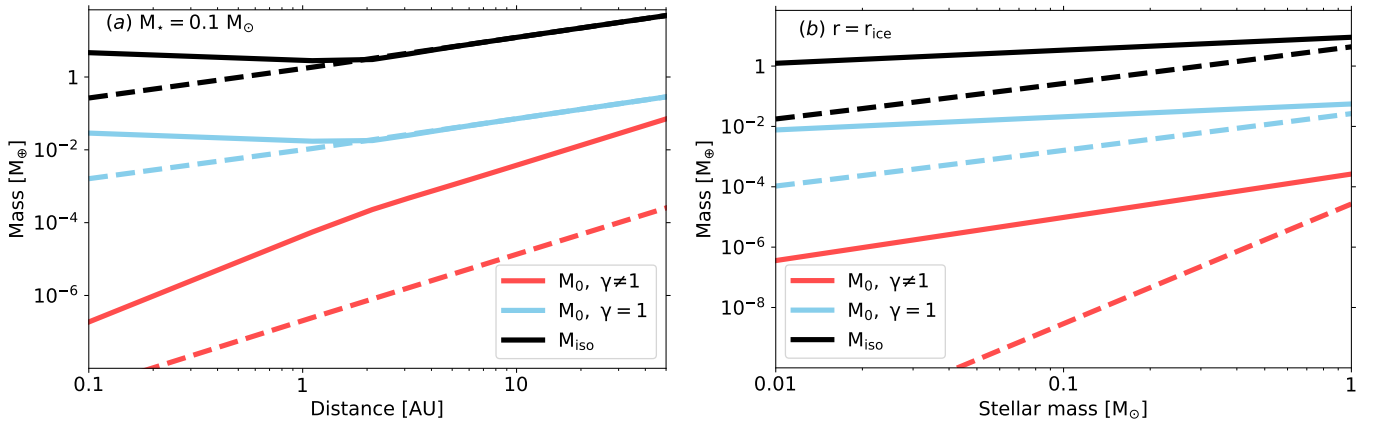 (a) M⋆ = 0.1 M⊙
Mass [M⊕]
1
10⁻²
10⁻⁴
10⁻⁶
0.1
1
10
Distance [AU]
M₀, γ≠1
M₀, γ = 1
M_iso
(b) r = r_ice
Mass [M⊕]
1
10⁻²
10⁻⁴
10⁻⁶
10⁻⁸
0.01
0.1
1
Stellar mass [M⊙]
M₀, γ≠1
M₀, γ = 1
M_iso